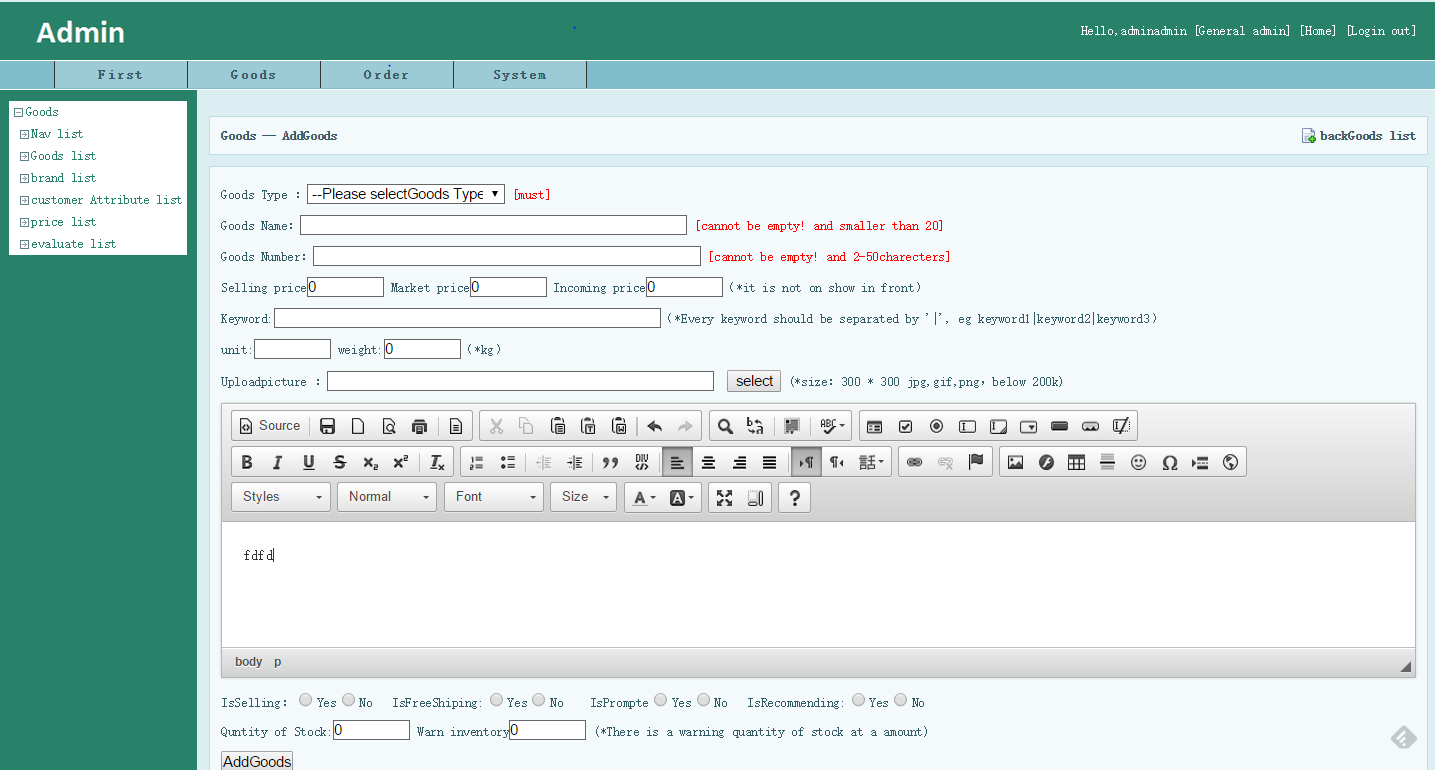 Admin
Hello,adminadmin [General admin] [Home] [Login out]
First Goods Order System
Goods
Nav list
Goods list
brand list
customer Attribute list
price list
evaluate list
Goods — AddGoods
backGoods list
Goods Type : --Please selectGoods Type [must]
Goods Name: [cannot be empty! and smaller than 20]
Goods Number: [cannot be empty! and 2-50charecters]
Selling price 0 Market price 0 Incoming price 0 (*it is not on show in front)
Keyword: (*Every keyword should be separated by '|', eg keyword1|keyword2|keyword3)
unit: weight: 0 (*kg)
Uploadpicture : select (*size: 300 * 300 jpg,gif,png, below 200k)
Source
Styles Normal Font Size
fdfd
body p
IsSelling: Yes No IsFreeShiping: Yes No IsPrompte Yes No IsRecommending: Yes No
Quntity of Stock: 0 Warn inventory 0 (*There is a warning quantity of stock at a amount)
AddGoods